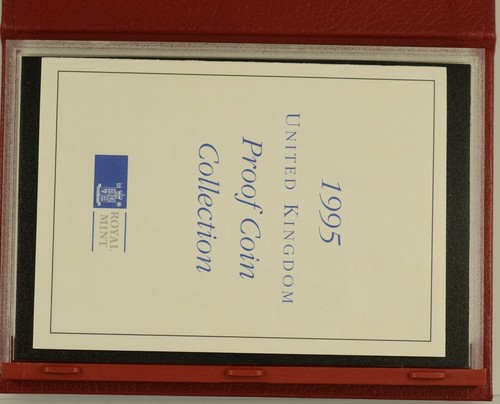 1995
UNITED KINGDOM
Proof Coin
Collection
ROYAL
MINT